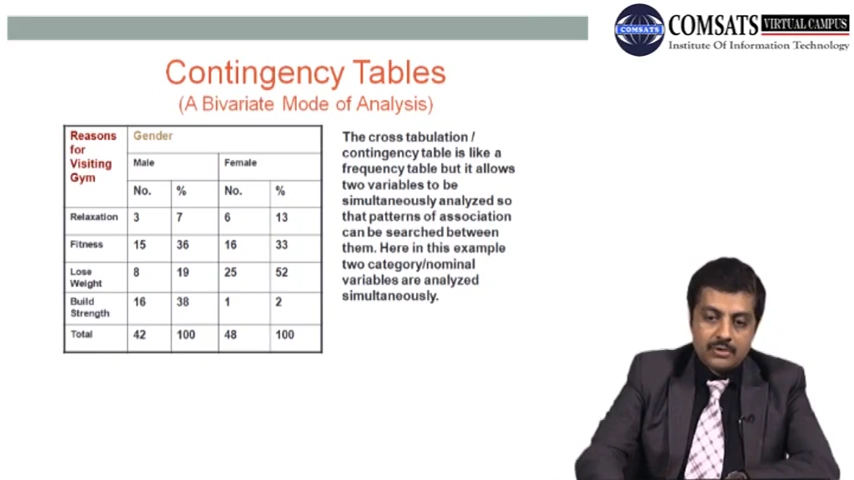 COMSATS VIRTUAL CAMPUS
COMSATS
Institute Of Information Technology
Contingency Tables
(A Bivariate Mode of Analysis)
Reasons for Visiting Gym Gender
Male Female
No. % No. %
Relaxation 3 7 6 13
Fitness 15 36 16 33
Lose Weight 8 19 25 52
Build Strength 16 38 1 2
Total 42 100 48 100
The cross tabulation /
contingency table is like a
frequency table but it allows
two variables to be
simultaneously analyzed so
that patterns of association
can be searched between
them. Here in this example
two category/nominal
variables are analyzed
simultaneously.